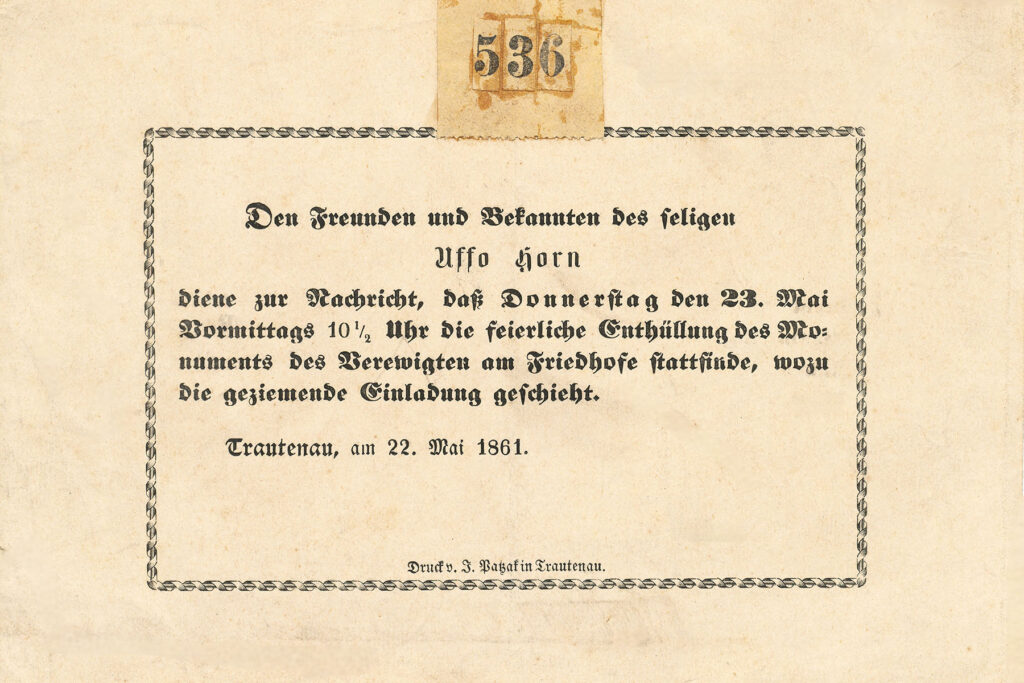 536
Den Freunden und Bekannten des seligen
Uffo Horn
diene zur Nachricht, daß Donnerstag den 23. Mai
Vormittags 10 1/2 Uhr die feierliche Enthüllung des Mo-
numents des Verewigten am Friedhofe stattfinde, wozu
die geziemende Einladung geschieht.
Trautenau, am 22. Mai 1861.
Druck v. J. Patzak in Trautenau.